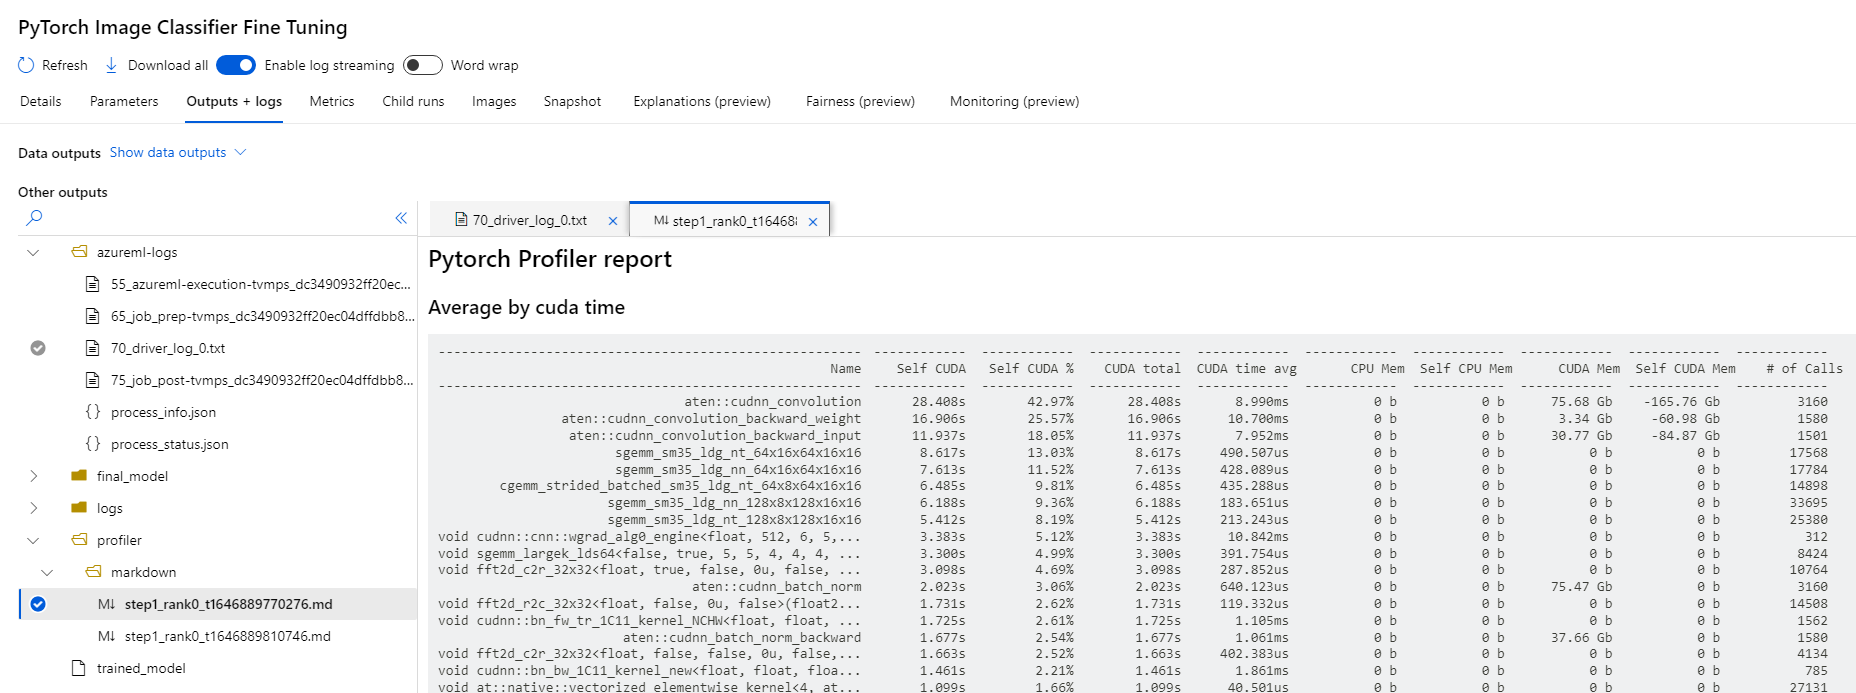 PyTorch Image Classifier Fine Tuning
Refresh Download all Enable log streaming Word wrap
Details Parameters Outputs + logs Metrics Child runs Images Snapshot Explanations (preview) Fairness (preview) Monitoring (preview)
Data outputs Show data outputs
Other outputs
azureml-logs
55_azureml-execution-tvmps_dc3490932ff20ec...
65_job_prep-tvmps_dc3490932ff20ec04dffdbb8...
70_driver_log_0.txt
75_job_post-tvmps_dc3490932ff20ec04dffdbb8...
{} process_info.json
{} process_status.json
final_model
logs
profiler
markdown
M↓ step1_rank0_t1646889770276.md
M↓ step1_rank0_t1646889810746.md
trained_model
70_driver_log_0.txt × M↓ step1_rank0_t16468 ×
Pytorch Profiler report
Average by cuda time
Name Self CUDA Self CUDA % CUDA total CUDA time avg CPU Mem Self CPU Mem CUDA Mem Self CUDA Mem # of Calls
aten::cudnn_convolution 28.408s 42.97% 28.408s 8.990ms 0 b 0 b 75.68 Gb -165.76 Gb 3160
aten::cudnn_convolution_backward_weight 16.906s 25.57% 16.906s 10.700ms 0 b 0 b 3.34 Gb -60.98 Gb 1580
aten::cudnn_convolution_backward_input 11.937s 18.05% 11.937s 7.952ms 0 b 0 b 30.77 Gb -84.87 Gb 1501
sgemm_sm35_ldg_nt_64x16x64x16x16 8.617s 13.03% 8.617s 490.507us 0 b 0 b 0 b 0 b 17568
sgemm_sm35_ldg_nn_64x16x64x16x16 7.613s 11.52% 7.613s 428.089us 0 b 0 b 0 b 0 b 17784
cgemm_strided_batched_sm35_ldg_nt_64x8x64x16x16 6.485s 9.81% 6.485s 435.288us 0 b 0 b 0 b 0 b 14898
sgemm_sm35_ldg_nn_128x8x128x16x16 6.188s 9.36% 6.188s 183.651us 0 b 0 b 0 b 0 b 33695
sgemm_sm35_ldg_nt_128x8x128x16x16 5.412s 8.19% 5.412s 213.243us 0 b 0 b 0 b 0 b 25380
void cudnn::cnn::wgrad_alg0_engine<float, 512, 6, 5,... 3.383s 5.12% 3.383s 10.842ms 0 b 0 b 0 b 0 b 312
void sgemm_largek_lds64<false, true, 5, 5, 4, 4, 4, ... 3.300s 4.99% 3.300s 391.754us 0 b 0 b 0 b 0 b 8424
void fft2d_c2r_32x32<float, true, false, 0u, false, ... 3.098s 4.69% 3.098s 287.852us 0 b 0 b 0 b 0 b 10764
aten::cudnn_batch_norm 2.023s 3.06% 2.023s 640.123us 0 b 0 b 75.47 Gb 0 b 3160
void fft2d_r2c_32x32<float, false, 0u, false>(float2... 1.731s 2.62% 1.731s 119.332us 0 b 0 b 0 b 0 b 14508
void cudnn::bn_fw_tr_1C11_kernel_NCHW<float, float, ... 1.725s 2.61% 1.725s 1.105ms 0 b 0 b 0 b 0 b 1562
aten::cudnn_batch_norm_backward 1.677s 2.54% 1.677s 1.061ms 0 b 0 b 37.66 Gb 0 b 1580
void fft2d_c2r_32x32<float, false, false, 0u, false,... 1.663s 2.52% 1.663s 402.383us 0 b 0 b 0 b 0 b 4134
void cudnn::bn_bw_1C11_kernel_new<float, float, floa... 1.461s 2.21% 1.461s 1.861ms 0 b 0 b 0 b 0 b 785
void at::native::vectorized_elementwise_kernel<4, at... 1.099s 1.66% 1.099s 40.501us 0 b 0 b 0 b 0 b 27131